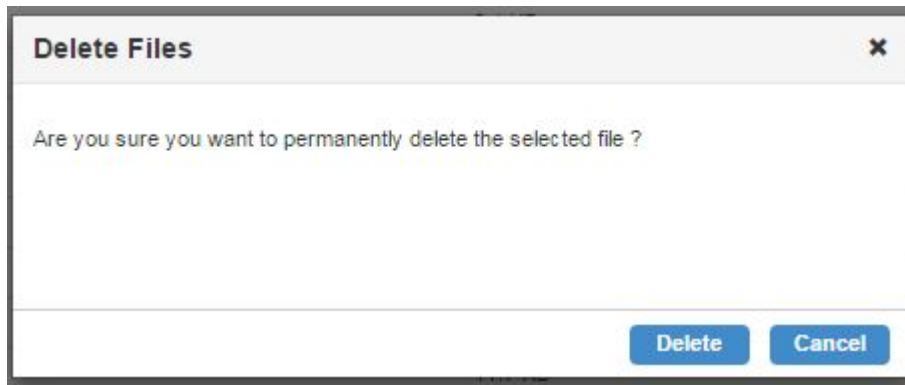 Delete Files
Are you sure you want to permanently delete the selected file ?
Delete Cancel